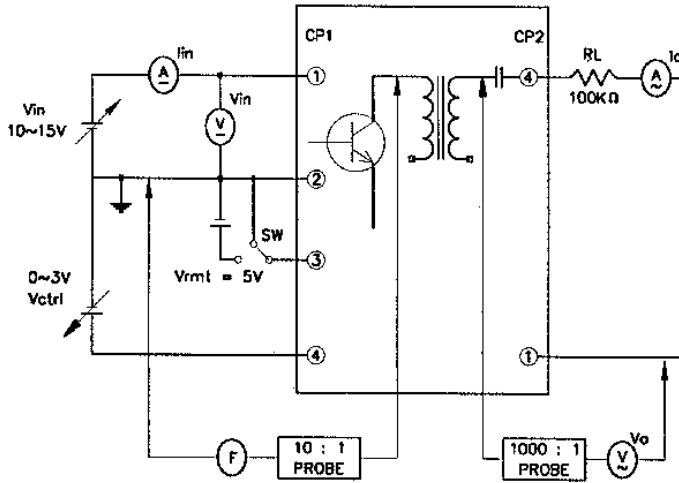 CP1
CP2
Iin
A
1
Vin
V
Vin
10~15V
2
SW
3
Vrmt = 5V
0~3V
Vctrl
4
4
RL
100KΩ
A
~
1
F
10 : 1
PROBE
1000 : 1
PROBE
V
~
Vo